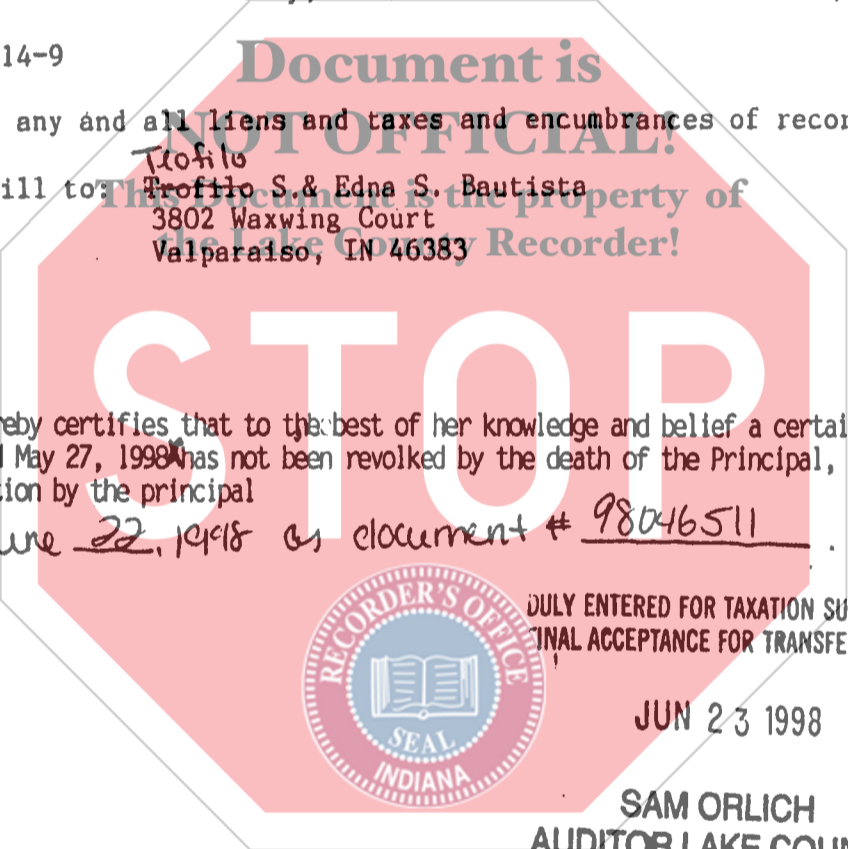 Document is
14-9
NOT OFFICIAL!
any and all liens and taxes and encumbrances of recor
Teofilo
ill to: Trofilo S.& Edna S. Bautista
This Document is the property of
3802 Waxwing Court
the Lake County Recorder!
Valparaiso, IN 46383
STOP
reby certifies that to the best of her knowledge and belief a certai
May 27, 1998 has not been revolked by the death of the Principal,
tion by the principal
une 22, 1998 as document # 98046511.
RECORDER'S OFFICE
SEAL
INDIANA
DULY ENTERED FOR TAXATION SU
FINAL ACCEPTANCE FOR TRANSFE
JUN 23 1998
SAM ORLICH
AUDITOR LAKE COUN